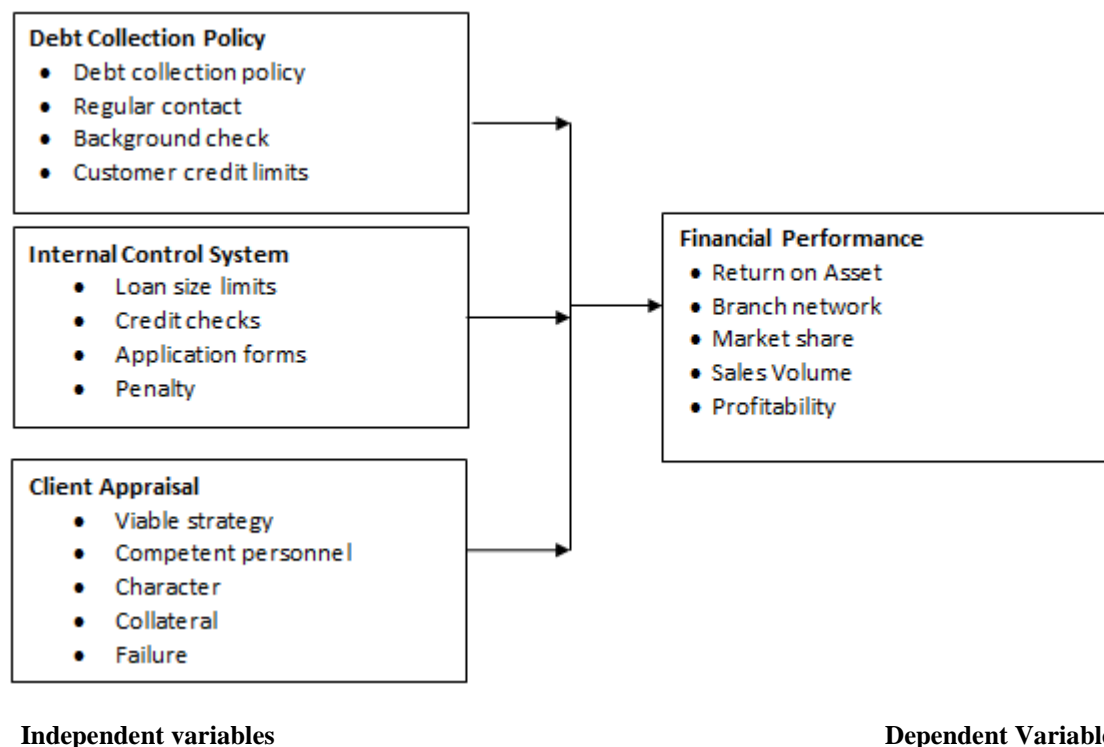 Debt Collection Policy
• Debt collection policy
• Regular contact
• Background check
• Customer credit limits
Internal Control System
• Loan size limits
• Credit checks
• Application forms
• Penalty
Client Appraisal
• Viable strategy
• Competent personnel
• Character
• Collateral
• Failure
Financial Performance
• Return on Asset
• Branch network
• Market share
• Sales Volume
• Profitability
Independent variables
Dependent Variable